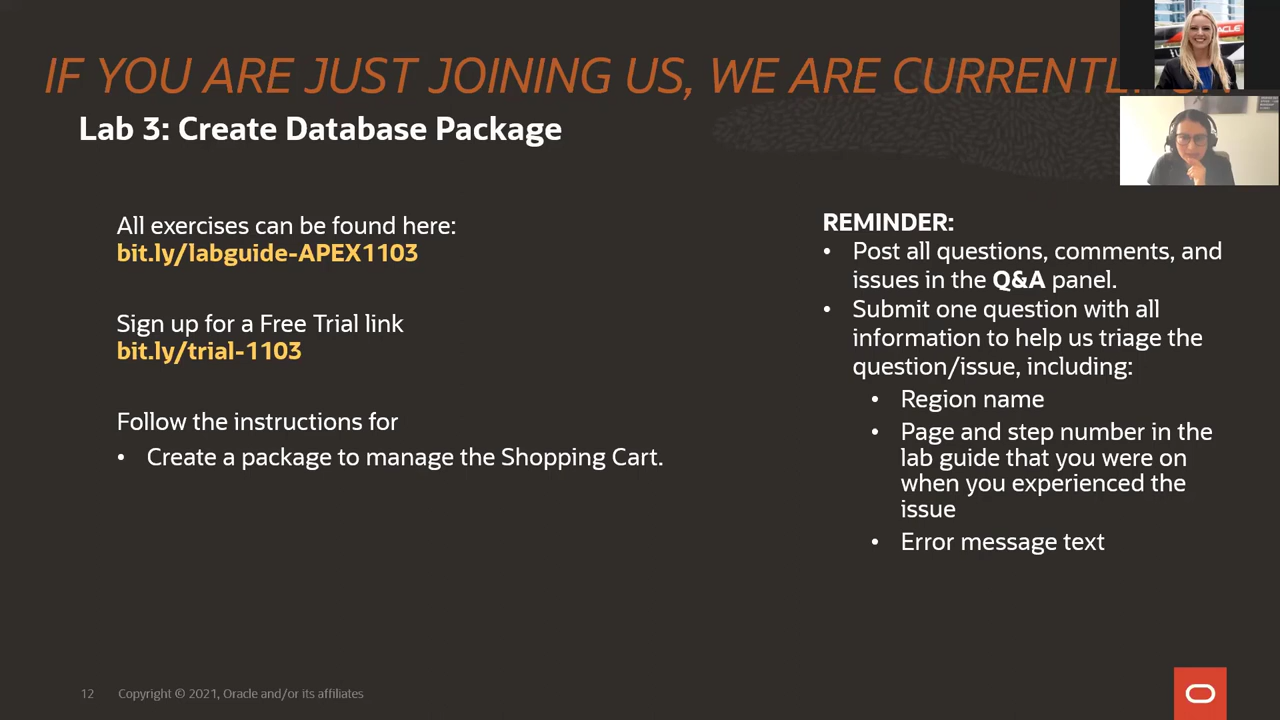 IF YOU ARE JUST JOINING US, WE ARE CURRENTLY
Lab 3: Create Database Package
All exercises can be found here:
bit.ly/labguide-APEX1103
Sign up for a Free Trial link
bit.ly/trial-1103
Follow the instructions for
• Create a package to manage the Shopping Cart.
REMINDER:
• Post all questions, comments, and
issues in the Q&A panel.
• Submit one question with all
information to help us triage the
question/issue, including:
• Region name
• Page and step number in the
lab guide that you were on
when you experienced the
issue
• Error message text
12 Copyright © 2021, Oracle and/or its affiliates